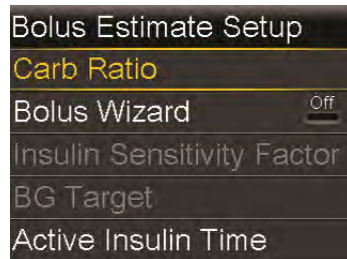 Bolus Estimate Setup
Carb Ratio
Bolus Wizard Off
Insulin Sensitivity Factor
BG Target
Active Insulin Time